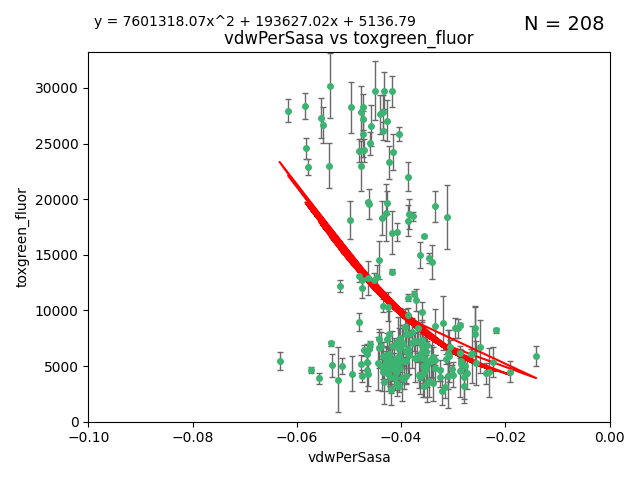 y = 7601318.07x^2 + 193627.02x + 5136.79
N = 208
vdwPerSasa vs toxgreen_fluor
30000
25000
20000
15000
10000
5000
0
toxgreen_fluor
−0.10 −0.08 −0.06 −0.04 −0.02 0.00
vdwPerSasa